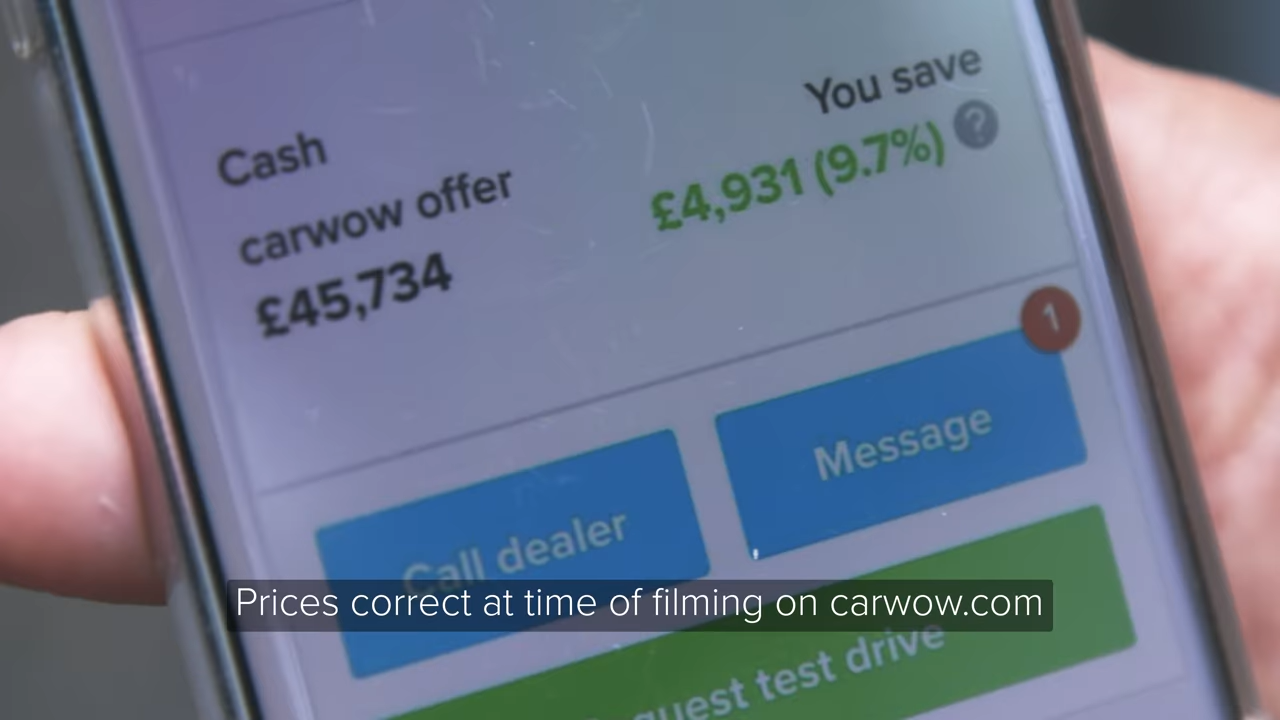 Cash
carwow offer
£45,734
You save
£4,931 (9.7%) ?
1
Call dealer
Message
test drive
Prices correct at time of filming on carwow.com